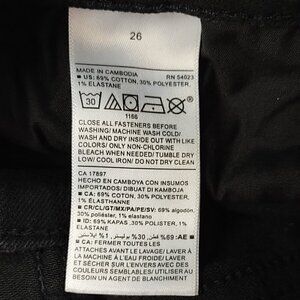 26
MADE IN CAMBODIA RN 54023
■ US: 69% COTTON, 30% POLYESTER,
1% ELASTANE
30
1166
CLOSE ALL FASTENERS BEFORE
WASHING/ MACHINE WASH COLD/
WASH AND DRY INSIDE OUT WITH LIKE
COLORS/ ONLY NON-CHLORINE
BLEACH WHEN NEEDED/ TUMBLE DRY
LOW/ COOL IRON/ DO NOT DRY CLEAN
CA 17897
HECHO EN CAMBOYA CON INSUMOS
IMPORTADOS/ DIBUAT DI KAMBOJA
■ CA: 69% COTON, 30% POLYESTER,
1% ÉLASTHANNE
■ CR/CL/GT/MX/PA/PE/SV: 69% algodón,
30% poliéster, 1% elastano
■ ID: 69% KAPAS, 30% POLIESTER,
1% ELASTANE
■ CA: FERMER TOUTES LES
ATTACHES AVANT LE LAVAGE/ LAVER À
LA MACHINE À L'EAU FROIDE/ LAVER
ET SÉCHER SUR L'ENVERS AVEC DES
COULEURS SIMILAIRES/ AU BESOIN
UTILISER UN AGENT DE BLANCHIMENT